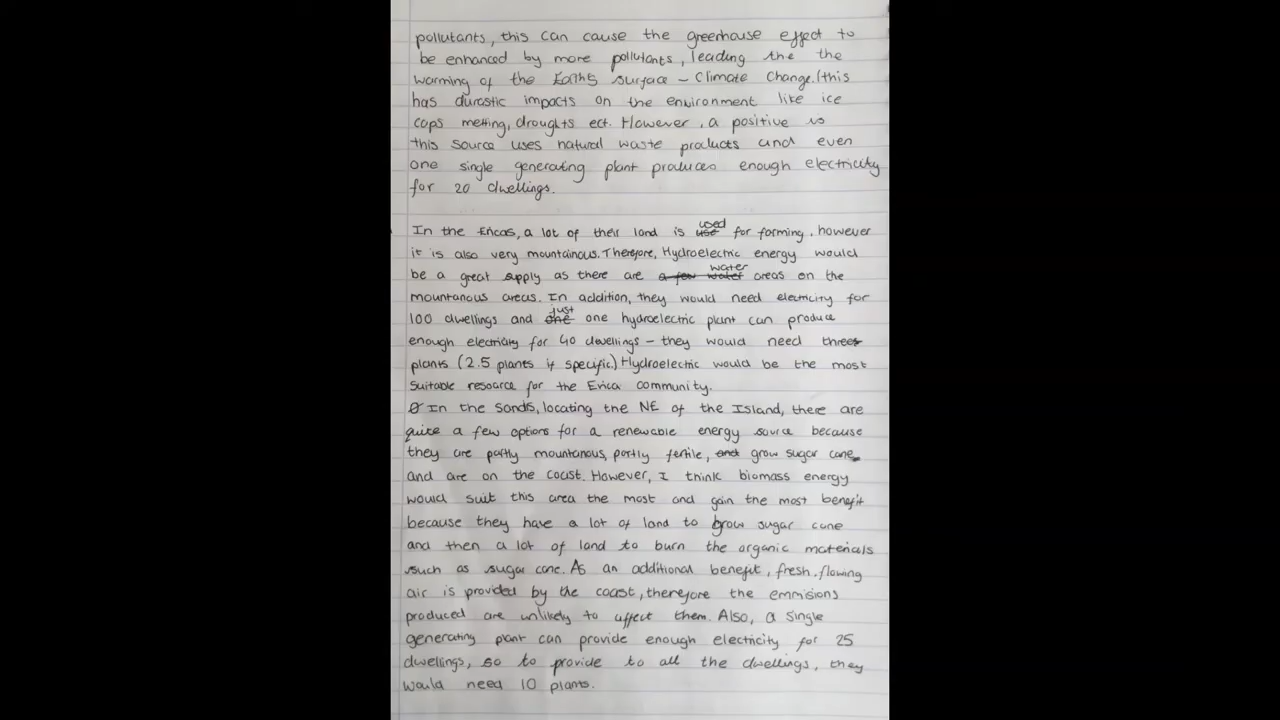 pollutants, this can cause the greenhouse effect to
be enhanced by more pollutants, leading the the
warming of the Earths surface - Climate Change. (this
has durastic impacts on the environment like ice
caps melting, droughts ect. However, a positive is
this source uses natural waste products and even
one single generating plant produces enough electricity
for 20 dwellings.
In the Ericas, a lot of their land is use used for farming, however
it is also very mountainous. Therefore, Hydroelectric energy would
be a great supply as there are a few water water areas on the
mountanous areas. In addition, they would need electricity for
100 dwellings and one just one hydroelectric plant can produce
enough electricity for 40 dwellings - they would need three
plants (2.5 plants if specific.) Hydroelectric would be the most
suitable resource for the Erica community.
In the Sands, locating the NE of the Island, there are
quite a few options for a renewable energy source because
they are partly mountanous, partly fertile, and grow sugar cane
and are on the coast. However, I think biomass energy
would suit this area the most and gain the most benefit
because they have a lot of land to grow sugar cane
and then a lot of land to burn the organic materials
such as sugar cane. As an additional benefit, fresh, flowing
air is provided by the coast, therefore the emmisions
produced are unlikely to affect them. Also, a single
generating plant can provide enough electricity for 25
dwellings, so to provide to all the dwellings, they
would need 10 plants.